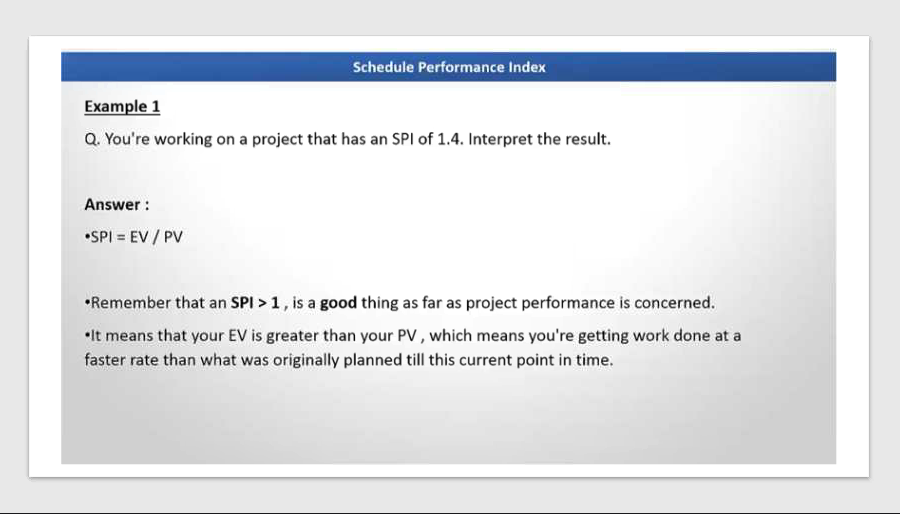 Schedule Performance Index
Example 1
Q. You're working on a project that has an SPI of 1.4. Interpret the result.
Answer :
•SPI = EV / PV
•Remember that an SPI > 1 , is a good thing as far as project performance is concerned.
•It means that your EV is greater than your PV , which means you're getting work done at a
faster rate than what was originally planned till this current point in time.